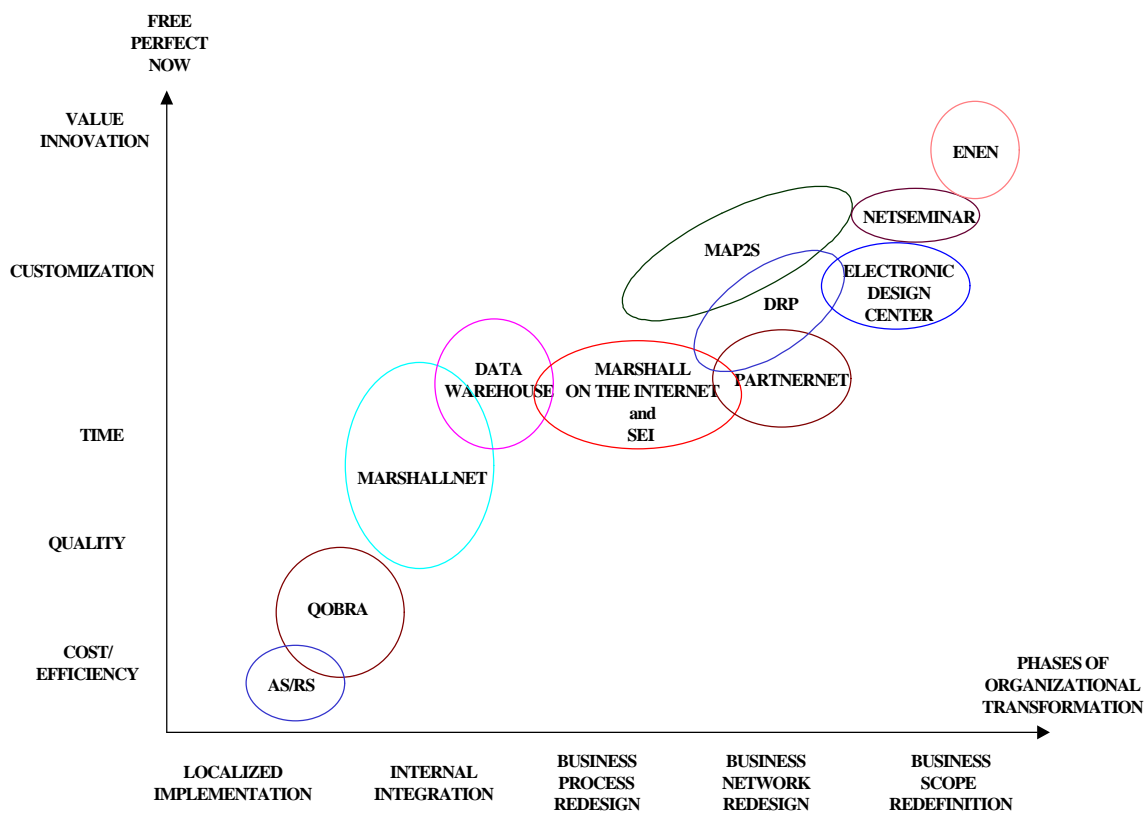 FREE
PERFECT
NOW
VALUE
INNOVATION
ENEN
NETSEMINAR
MAP2S
CUSTOMIZATION
ELECTRONIC
DESIGN
CENTER
DRP
DATA
WAREHOUSE
MARSHALL
ON THE INTERNET
and
SEI
PARTNERNET
TIME
MARSHALLNET
QUALITY
QOBRA
COST/
EFFICIENCY
AS/RS
PHASES OF
ORGANIZATIONAL
TRANSFORMATION
LOCALIZED
IMPLEMENTATION
INTERNAL
INTEGRATION
BUSINESS
PROCESS
REDESIGN
BUSINESS
NETWORK
REDESIGN
BUSINESS
SCOPE
REDEFINITION